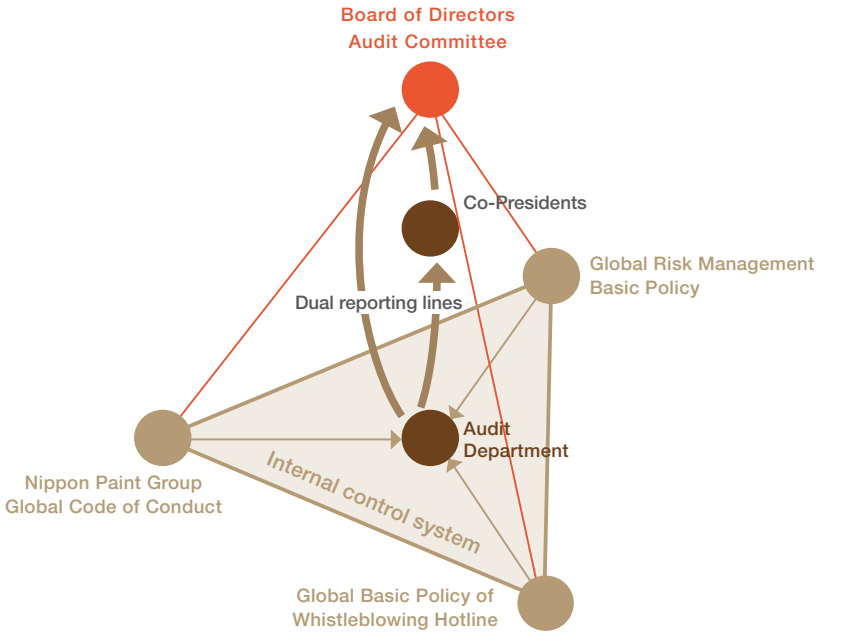 Board of Directors
Audit Committee
Co-Presidents
Global Risk Management
Basic Policy
Dual reporting lines
Audit
Department
Nippon Paint Group
Global Code of Conduct
Internal control system
Global Basic Policy of
Whistleblowing Hotline